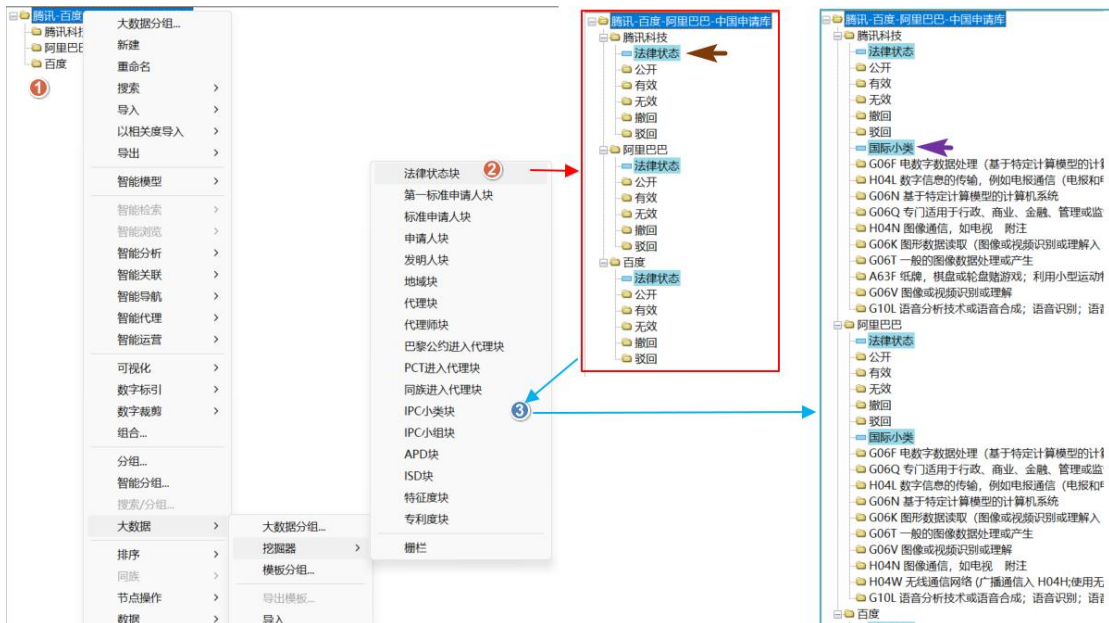 腾讯-百度
腾讯科技
阿里巴巴
百度
1
大数据分组...
新建
重命名
搜索
导入
以相关度导入
导出
智能模型
智能检索
智能浏览
智能分析
智能关联
智能导航
智能代理
智能运营
可视化
数字标引
数字裁剪
组合...
分组...
智能分组...
搜索/分组...
大数据
排序
同族
节点操作
数据
大数据分组...
挖掘器
模板分组...
导出模板...
导入
法律状态块
2
第一标准申请人块
标准申请人块
申请人块
发明人块
地域块
代理块
代理师块
巴黎公约进入代理块
PCT进入代理块
同族进入代理块
IPC小类块
3
IPC小组块
APD块
ISD块
特征度块
专利度块
栅栏
腾讯-百度-阿里巴巴-中国申请库
腾讯科技
法律状态
公开
有效
无效
撤回
驳回
阿里巴巴
法律状态
公开
有效
无效
撤回
驳回
百度
法律状态
公开
有效
无效
撤回
驳回
腾讯-百度-阿里巴巴-中国申请库
腾讯科技
法律状态
公开
有效
无效
撤回
驳回
国际小类
G06F 电数字数据处理（基于特定计算模型的计
H04L 数字信息的传输，例如电报通信（电报和
G06N 基于特定计算模型的计算机系统
G06Q 专门适用于行政、商业、金融、管理或监
H04N 图像通信，如电视 附注
G06K 图形数据读取（图像或视频识别或理解入
G06T 一般的图像数据处理或产生
A63F 纸牌，棋盘或轮盘赌游戏；利用小型运动
G06V 图像或视频识别或理解
G10L 语音分析技术或语音合成；语音识别；语
阿里巴巴
法律状态
公开
有效
无效
撤回
驳回
国际小类
G06F 电数字数据处理（基于特定计算模型的计
G06Q 专门适用于行政、商业、金融、管理或监
H04L 数字信息的传输，例如电报通信（电报和
G06N 基于特定计算模型的计算机系统
G06K 图形数据读取（图像或视频识别或理解入
G06T 一般的图像数据处理或产生
G06V 图像或视频识别或理解
H04N 图像通信，如电视 附注
H04W 无线通信网络 (广播通信入 H04H;使用无
G10L 语音分析技术或语音合成；语音识别；语
百度